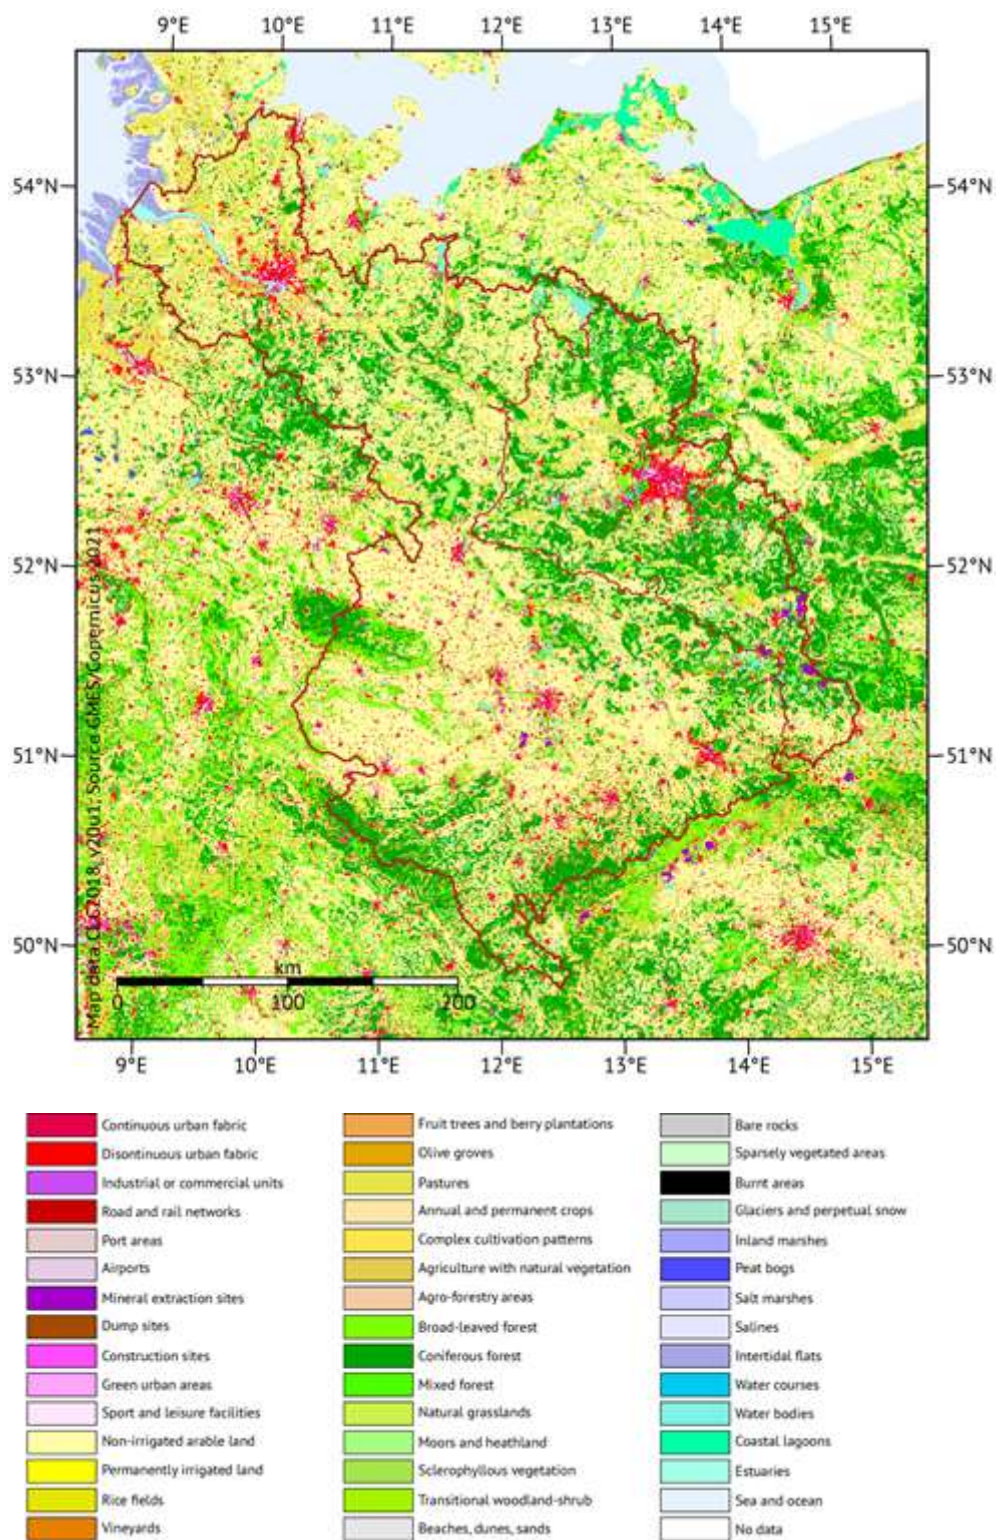 9°E 10°E 11°E 12°E 13°E 14°E 15°E
54°N 54°N
53°N 53°N
52°N 52°N
51°N 51°N
50°N 50°N
Map data CLC2018_V20u1. Source GMES/Copernicus 2021
km
0 100 200
9°E 10°E 11°E 12°E 13°E 14°E 15°E
Continuous urban fabric
Disontinuous urban fabric
Industrial or commercial units
Road and rail networks
Port areas
Airports
Mineral extraction sites
Dump sites
Construction sites
Green urban areas
Sport and leisure facilities
Non-irrigated arable land
Permanently irrigated land
Rice fields
Vineyards
Fruit trees and berry plantations
Olive groves
Pastures
Annual and permanent crops
Complex cultivation patterns
Agriculture with natural vegetation
Agro-forestry areas
Broad-leaved forest
Coniferous forest
Mixed forest
Natural grasslands
Moors and heathland
Sclerophyllous vegetation
Transitional woodland-shrub
Beaches, dunes, sands
Bare rocks
Sparsely vegetated areas
Burnt areas
Glaciers and perpetual snow
Inland marshes
Peat bogs
Salt marshes
Salines
Intertidal flats
Water courses
Water bodies
Coastal lagoons
Estuaries
Sea and ocean
No data